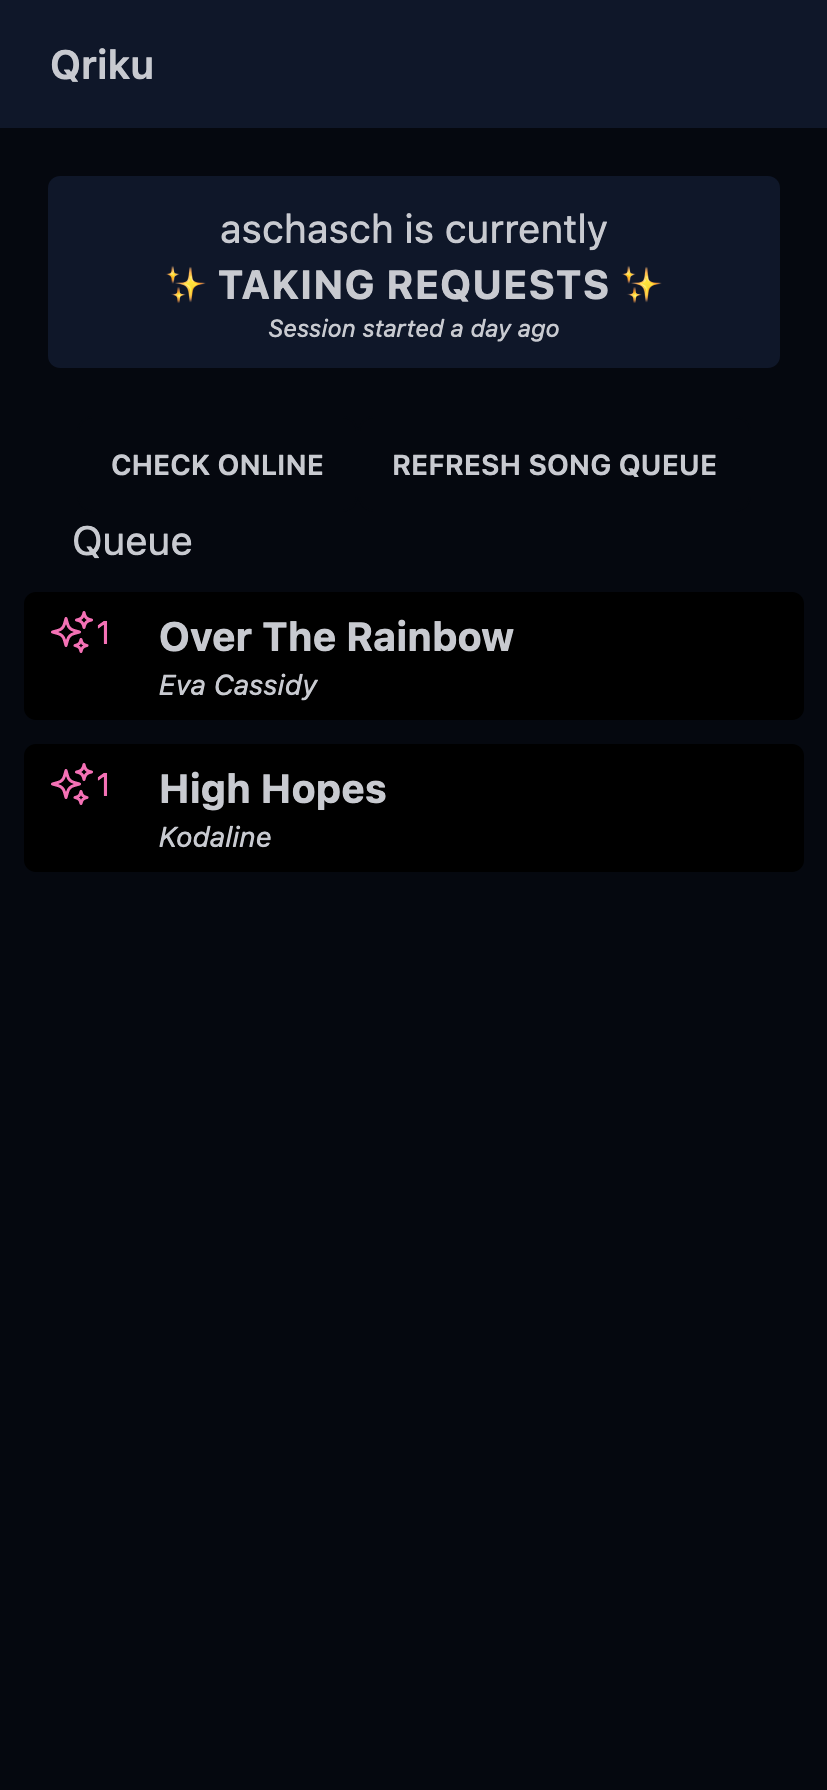 Qriku
aschasch is currently
✨ TAKING REQUESTS ✨
Session started a day ago
CHECK ONLINE
REFRESH SONG QUEUE
Queue
1
Over The Rainbow
Eva Cassidy
1
High Hopes
Kodaline